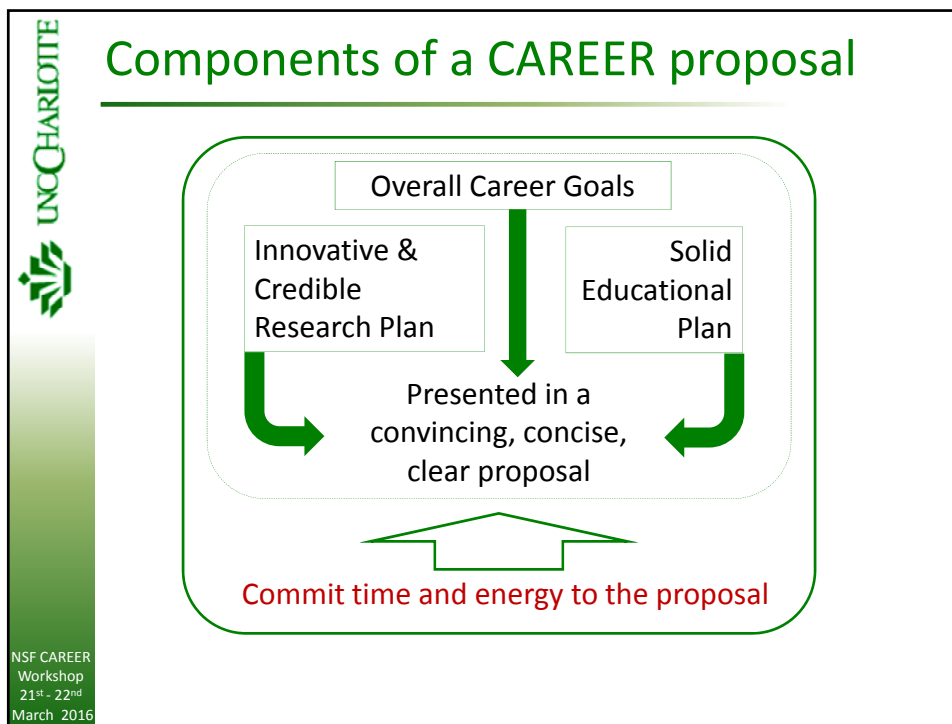 Components of a CAREER proposal
UNC CHARLOTTE
Overall Career Goals
Innovative &
Credible
Research Plan
Solid
Educational
Plan
Presented in a
convincing, concise,
clear proposal
Commit time and energy to the proposal
NSF CAREER
Workshop
21st - 22nd
March 2016